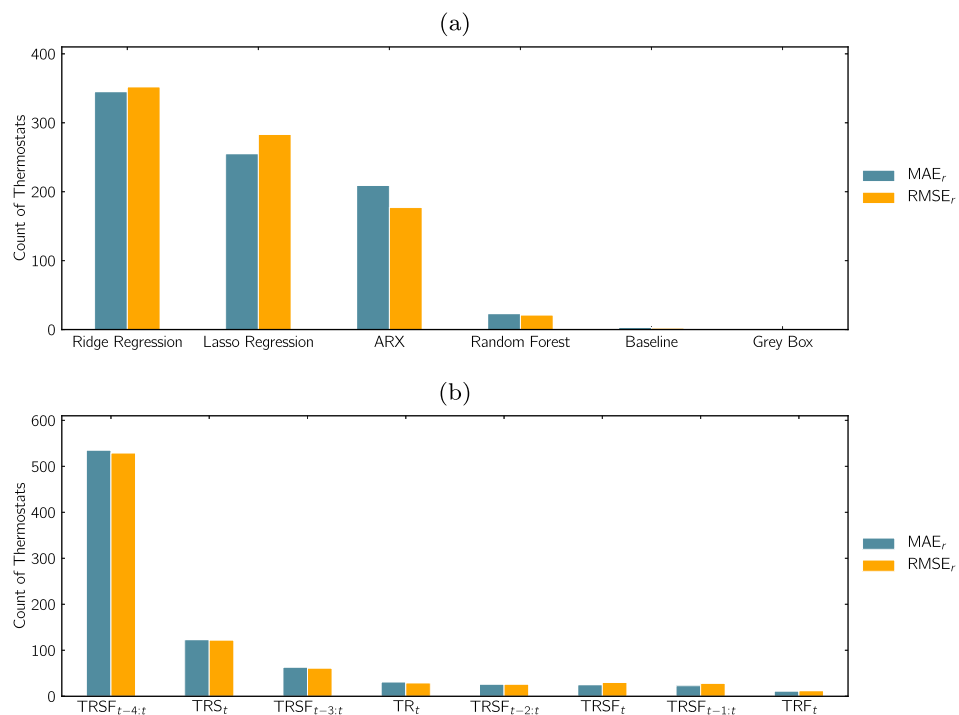 (a)
400
300
200
100
0
Count of Thermostats
Ridge Regression Lasso Regression ARX Random Forest Baseline Grey Box
MAE_r
RMSE_r
(b)
600
500
400
300
200
100
0
Count of Thermostats
TRSF_{t−4:t} TRS_t TRSF_{t−3:t} TR_t TRSF_{t−2:t} TRSF_t TRSF_{t−1:t} TRF_t
MAE_r
RMSE_r